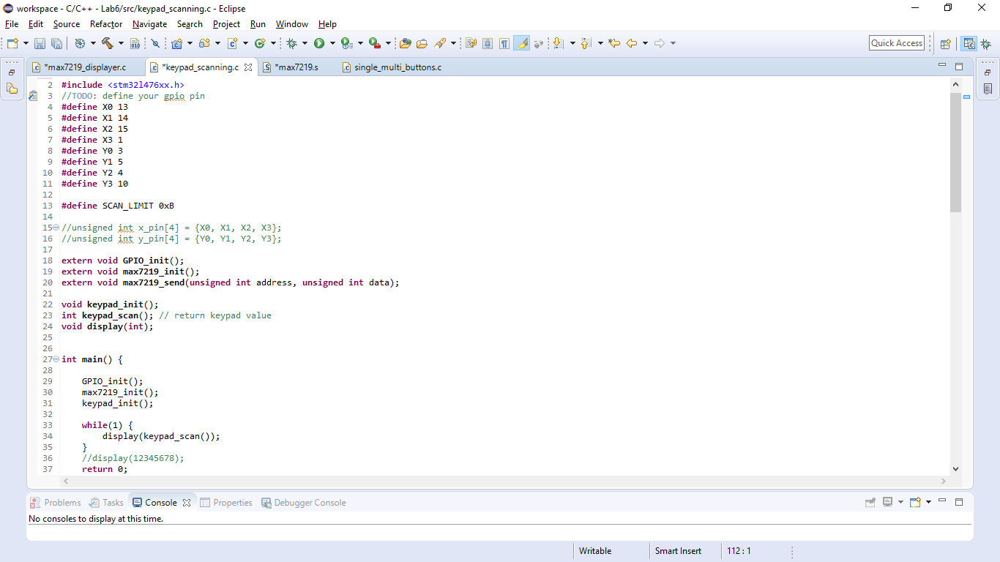 workspace - C/C++ - Lab6/src/keypad_scanning.c - Eclipse
File Edit Source Refactor Navigate Search Project Run Window Help
Quick Access
*max7219_displayer.c *keypad_scanning.c *max7219.s single_multi_buttons.c
2 #include <stm32l476xx.h>
3 //TODO: define your gpio pin
4 #define X0 13
5 #define X1 14
6 #define X2 15
7 #define X3 1
8 #define Y0 3
9 #define Y1 5
10 #define Y2 4
11 #define Y3 10
12
13 #define SCAN_LIMIT 0xB
14
15 //unsigned int x_pin[4] = {X0, X1, X2, X3};
16 //unsigned int y_pin[4] = {Y0, Y1, Y2, Y3};
17
18 extern void GPIO_init();
19 extern void max7219_init();
20 extern void max7219_send(unsigned int address, unsigned int data);
21
22 void keypad_init();
23 int keypad_scan(); // return keypad value
24 void display(int);
25
26
27 int main() {
28
29 GPIO_init();
30 max7219_init();
31 keypad_init();
32
33 while(1) {
34 display(keypad_scan());
35 }
36 //display(12345678);
37 return 0;
Problems Tasks Console Properties Debugger Console
No consoles to display at this time.
Writable Smart Insert 112 : 1